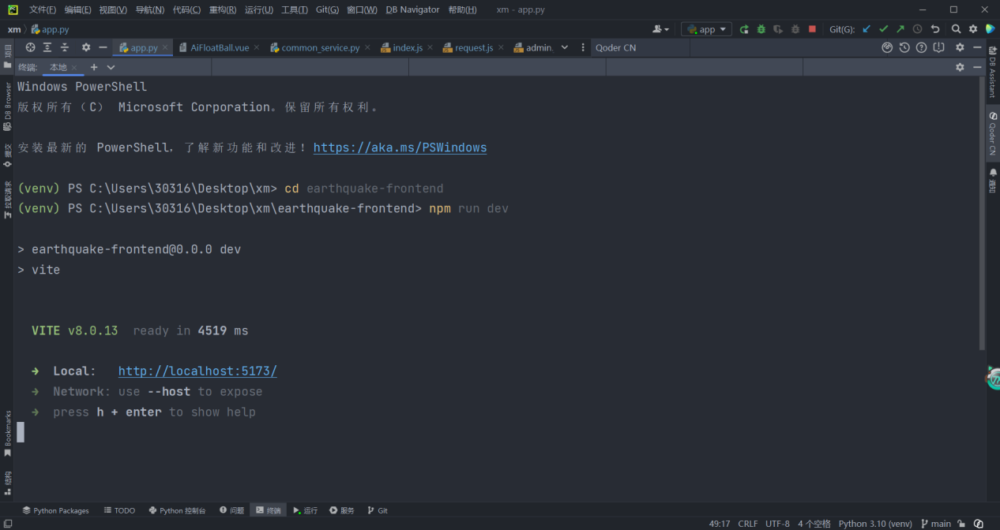 文件(F) 编辑(E) 视图(V) 导航(N) 代码(C) 重构(R) 运行(U) 工具(T) Git(G) 窗口(W) DB Navigator 帮助(H) xm - app.py
xm app.py app Git(G):
项目 app.py AiFloatBall.vue common_service.py index.js request.js admin. Qoder CN
终端: 本地
Windows PowerShell
版权所有（C） Microsoft Corporation。保留所有权利。
安装最新的 PowerShell，了解新功能和改进！https://aka.ms/PSWindows
(venv) PS C:\Users\30316\Desktop\xm> cd earthquake-frontend
(venv) PS C:\Users\30316\Desktop\xm\earthquake-frontend> npm run dev
> earthquake-frontend@0.0.0 dev
> vite
VITE v8.0.13 ready in 4519 ms
➜ Local: http://localhost:5173/
➜ Network: use --host to expose
➜ press h + enter to show help
DB Browser
提交
拉取请求
Bookmarks
结构
DB Assistant
Qoder CN
通知
Python Packages TODO Python 控制台 问题 终端 运行 服务 Git
49:17 CRLF UTF-8 4 个空格 Python 3.10 (venv) main